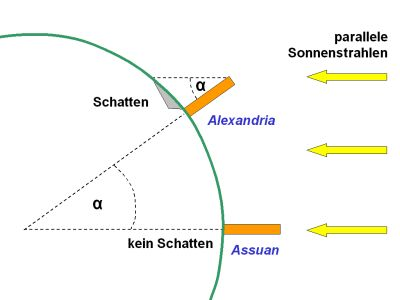 parallele
Sonnenstrahlen
α
Schatten
Alexandria
α
kein Schatten
Assuan